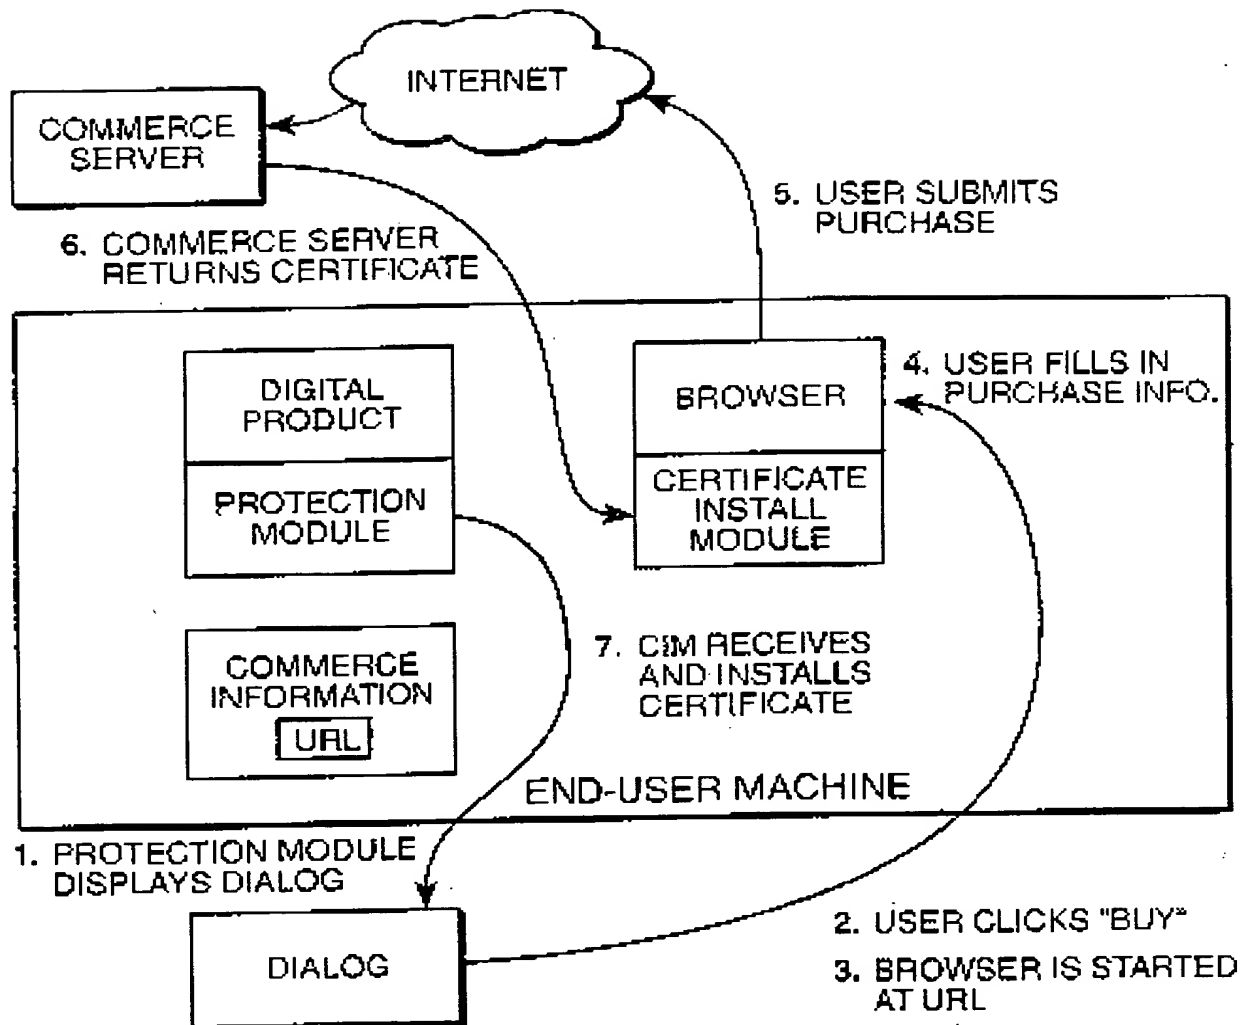 INTERNET
COMMERCE
SERVER
5. USER SUBMITS
PURCHASE
6. COMMERCE SERVER
RETURNS CERTIFICATE
DIGITAL
PRODUCT
PROTECTION
MODULE
BROWSER
CERTIFICATE
INSTALL
MODULE
4. USER FILLS IN
PURCHASE INFO.
COMMERCE
INFORMATION
URL
7. CIM RECEIVES
AND INSTALLS
CERTIFICATE
END-USER MACHINE
1. PROTECTION MODULE
DISPLAYS DIALOG
DIALOG
2. USER CLICKS "BUY"
3. BROWSER IS STARTED
AT URL